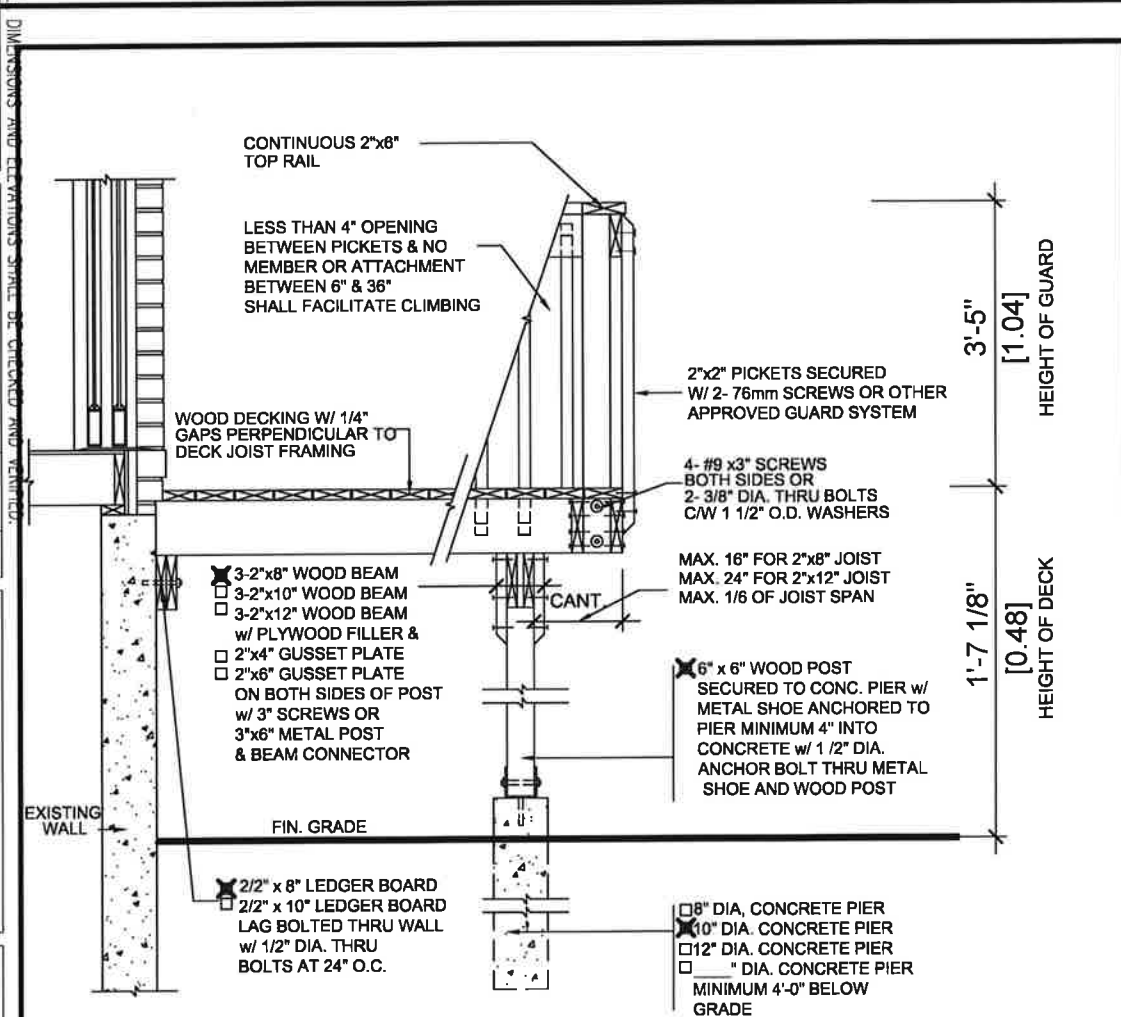 DIMENSIONS AND ELEVATIONS SHALL BE CHECKED AND VERIFIED.
CONTINUOUS 2"x6"
TOP RAIL
LESS THAN 4" OPENING
BETWEEN PICKETS & NO
MEMBER OR ATTACHMENT
BETWEEN 6" & 36"
SHALL FACILITATE CLIMBING
3'-5"
[1.04]
HEIGHT OF GUARD
2"x2" PICKETS SECURED
W/ 2- 76mm SCREWS OR OTHER
APPROVED GUARD SYSTEM
WOOD DECKING W/ 1/4"
GAPS PERPENDICULAR TO
DECK JOIST FRAMING
4- #9 x3" SCREWS
BOTH SIDES OR
2- 3/8" DIA. THRU BOLTS
C/W 1 1/2" O.D. WASHERS
MAX. 16" FOR 2"x8" JOIST
MAX. 24" FOR 2"x12" JOIST
MAX. 1/6 OF JOIST SPAN
CANT.
1'-7 1/8"
[0.48]
HEIGHT OF DECK
3-2"x8" WOOD BEAM
3-2"x10" WOOD BEAM
3-2"x12" WOOD BEAM
w/ PLYWOOD FILLER &
2"x4" GUSSET PLATE
2"x6" GUSSET PLATE
ON BOTH SIDES OF POST
w/ 3" SCREWS OR
3"x6" METAL POST
& BEAM CONNECTOR
6" x 6" WOOD POST
SECURED TO CONC. PIER w/
METAL SHOE ANCHORED TO
PIER MINIMUM 4" INTO
CONCRETE w/ 1 /2" DIA.
ANCHOR BOLT THRU METAL
SHOE AND WOOD POST
EXISTING
WALL
FIN. GRADE
2/2" x 8" LEDGER BOARD
2/2" x 10" LEDGER BOARD
LAG BOLTED THRU WALL
w/ 1/2" DIA. THRU
BOLTS AT 24" O.C.
8" DIA, CONCRETE PIER
10" DIA. CONCRETE PIER
12" DIA. CONCRETE PIER
____ " DIA. CONCRETE PIER
MINIMUM 4'-0" BELOW
GRADE